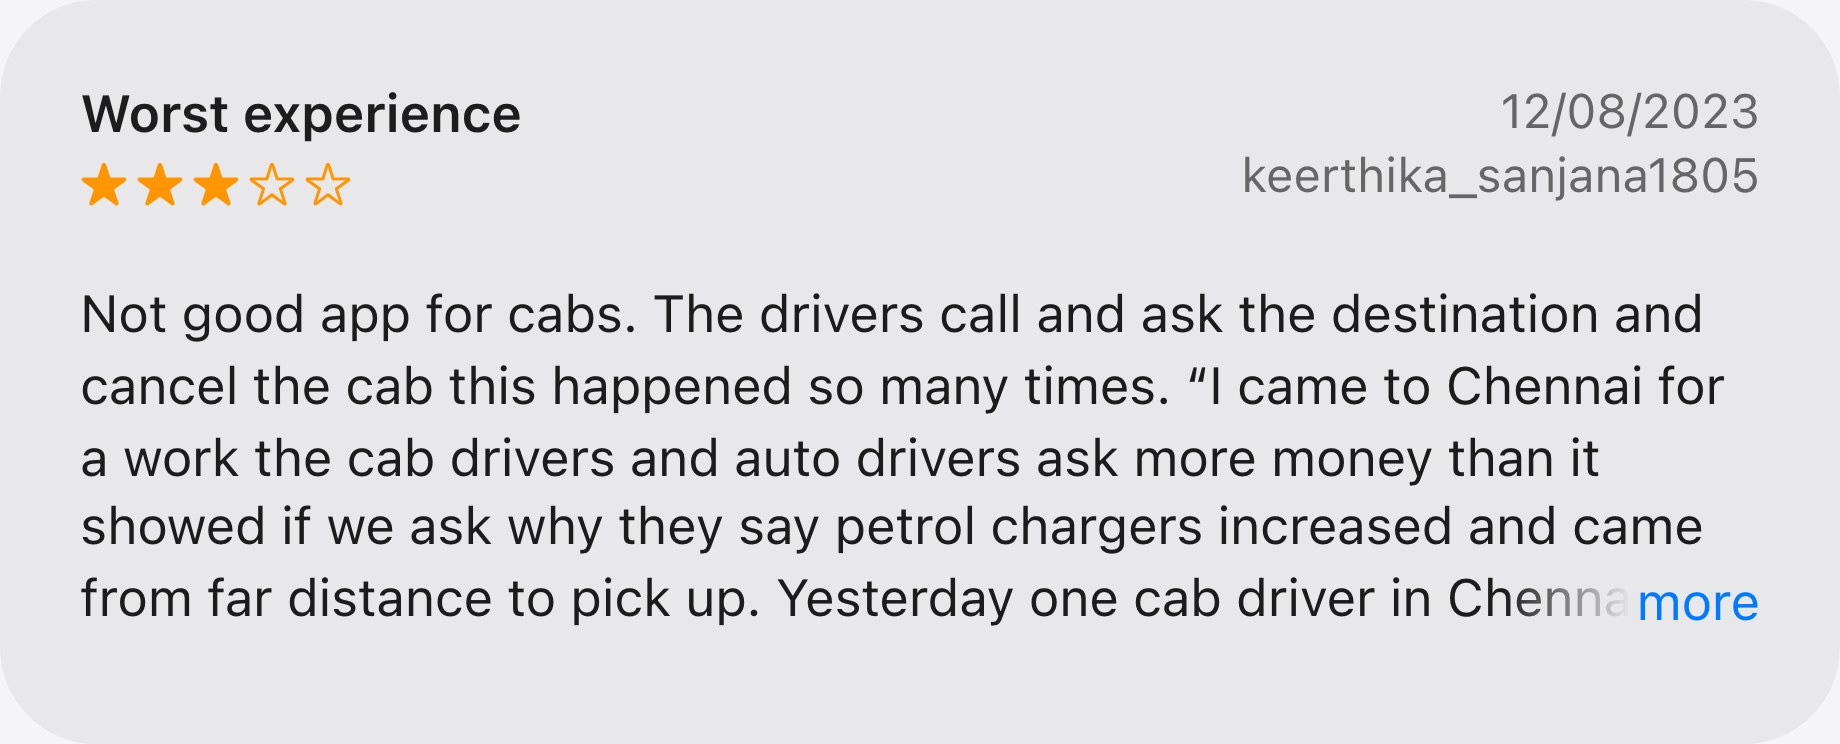 Worst experience
12/08/2023
keerthika_sanjana1805
Not good app for cabs. The drivers call and ask the destination and
cancel the cab this happened so many times. “I came to Chennai for
a work the cab drivers and auto drivers ask more money than it
showed if we ask why they say petrol chargers increased and came
from far distance to pick up. Yesterday one cab driver in Chenna more